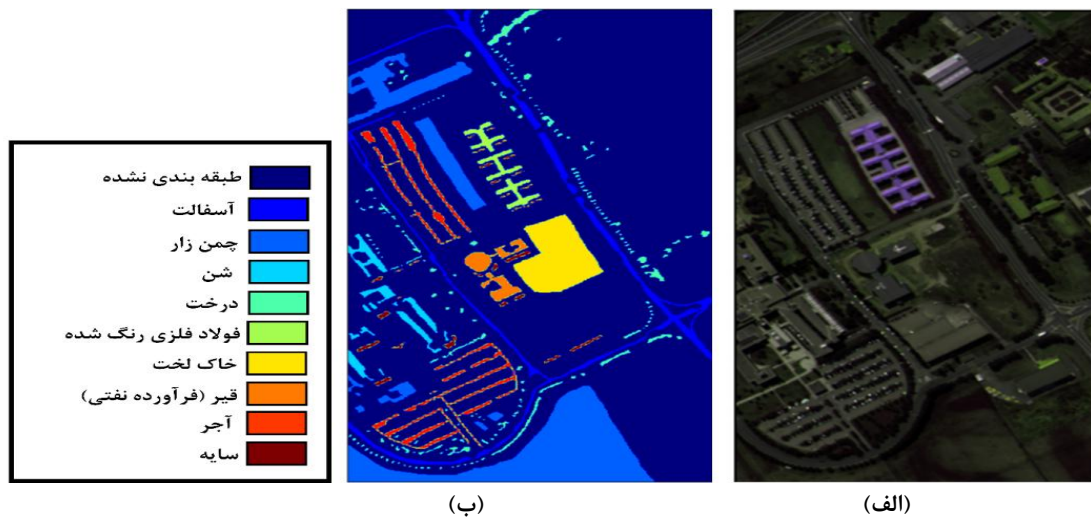 طبقه بندی نشده
آسفالت
چمن زار
شن
درخت
فولاد فلزی رنگ شده
خاک لخت
قیر (فرآورده نفتی)
آجر
سایه
(الف)
(ب)